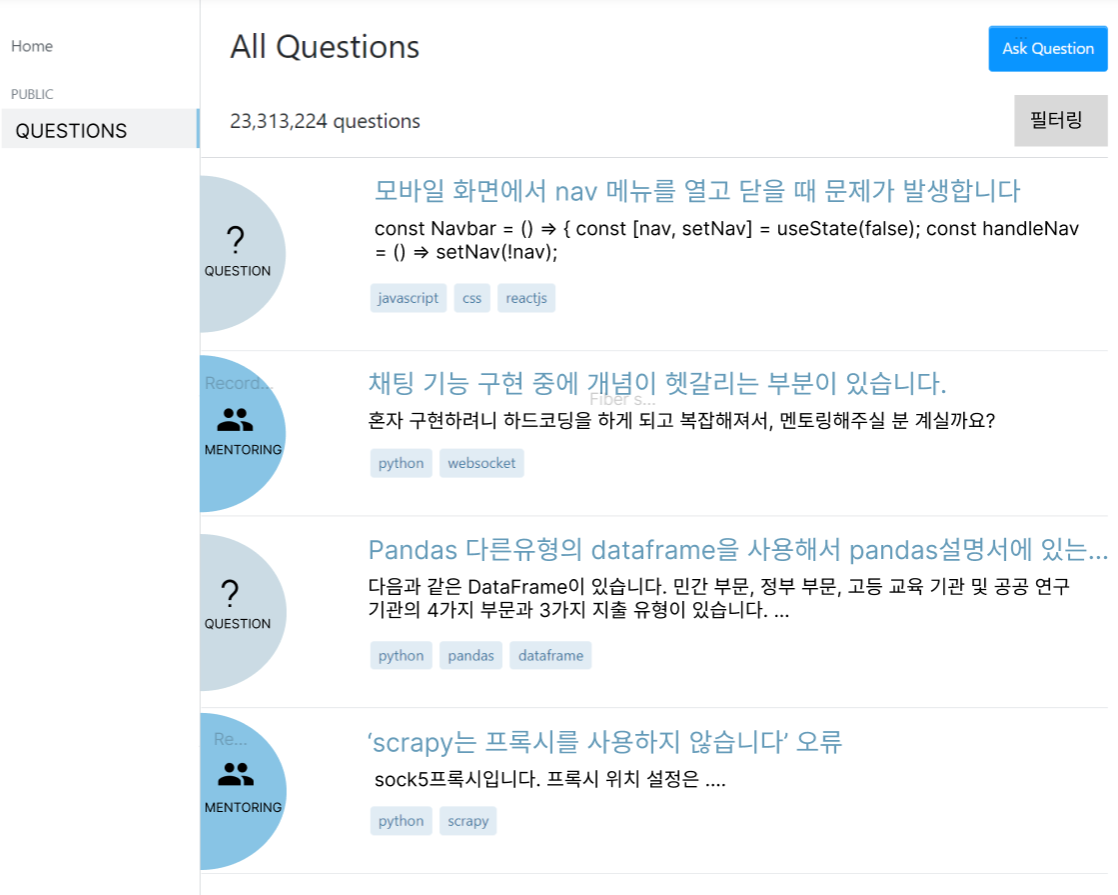 Home
PUBLIC
QUESTIONS
All Questions
...
Ask Question
23,313,224 questions
필터링
?
QUESTION
모바일 화면에서 nav 메뉴를 열고 닫을 때 문제가 발생합니다
const Navbar = () => { const [nav, setNav] = useState(false); const handleNav
= () => setNav(!nav);
javascript css reactjs
Record...
MENTORING
채팅 기능 구현 중에 개념이 헷갈리는 부분이 있습니다.
Fiber s...
혼자 구현하려니 하드코딩을 하게 되고 복잡해져서, 멘토링해주실 분 계실까요?
python websocket
?
QUESTION
Pandas 다른유형의 dataframe을 사용해서 pandas설명서에 있는...
다음과 같은 DataFrame이 있습니다. 민간 부문, 정부 부문, 고등 교육 기관 및 공공 연구
기관의 4가지 부문과 3가지 지출 유형이 있습니다. ...
python pandas dataframe
Re...
MENTORING
‘scrapy는 프록시를 사용하지 않습니다’ 오류
sock5프록시입니다. 프록시 위치 설정은 ....
python scrapy